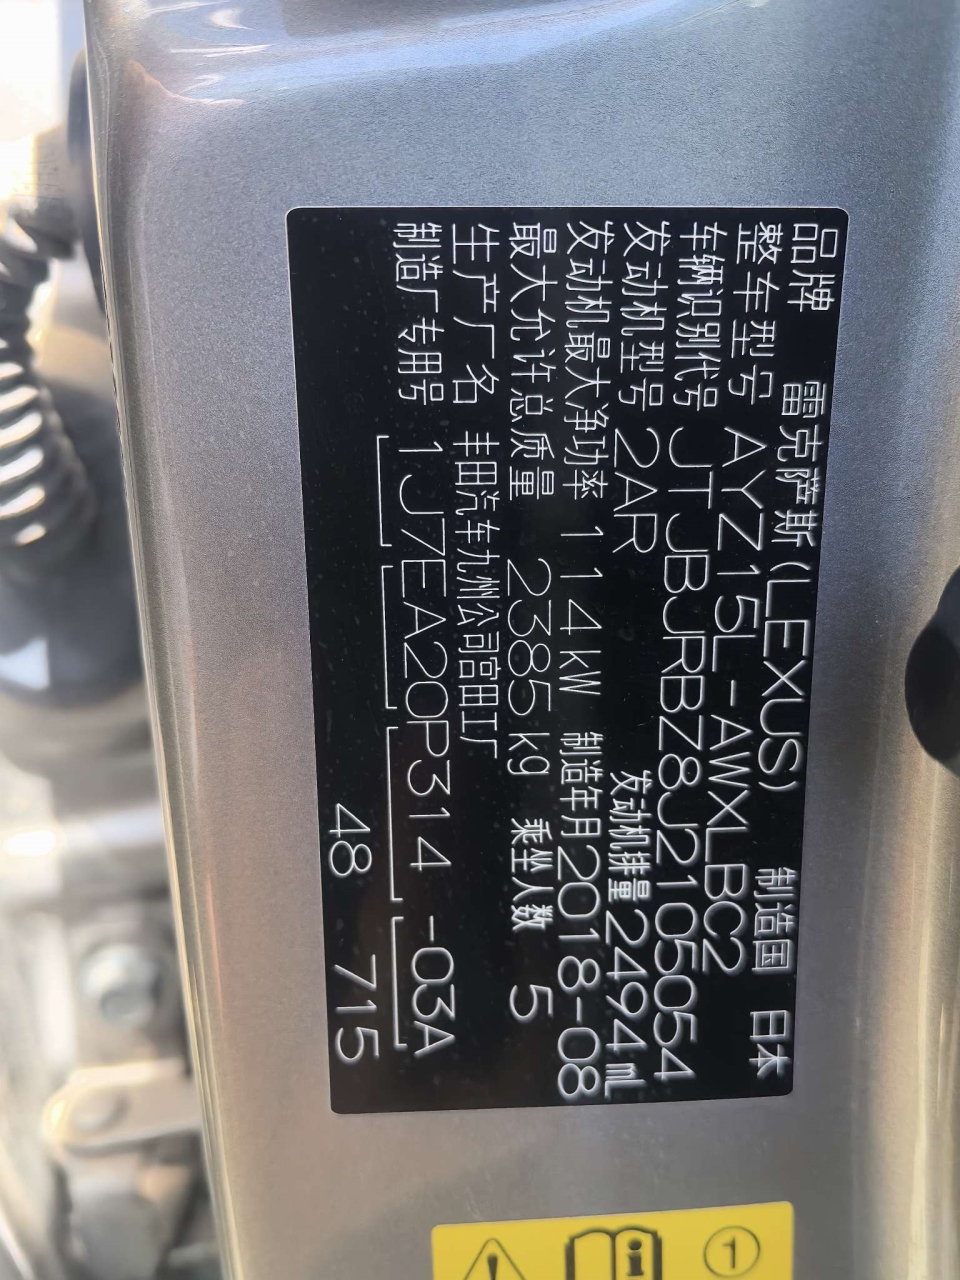 品牌 雷克萨斯(LEXUS) 制造国 日本
整车型号 AYZ15L-AWXLBC2
车辆识别代号 JTJBJRBZ8J2105054
发动机型号 2AR 发动机排量 2494mL
发动机最大净功率 114kW 制造年月 2018-08
最大允许总质量 2385kg 乘坐人数 5
生产厂名 丰田汽车九州公司宫田工厂
制造厂专用号 1J7EA20P314-03A
48 715
i 1